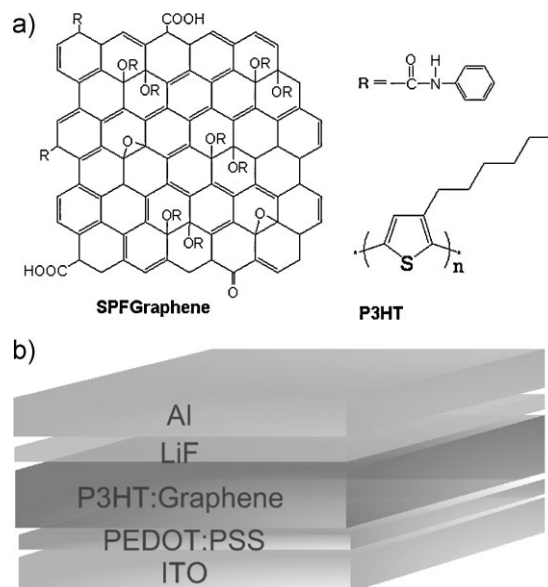 a)
R
COOH
OR
OR
OR
OR
R
O
OR
OR
OR
OR
OR
OR
OR
OR
O
HOOC
O
SPFGraphene
R = C N
O H
S
n
* *
P3HT
b)
Al
LiF
P3HT:Graphene
PEDOT:PSS
ITO